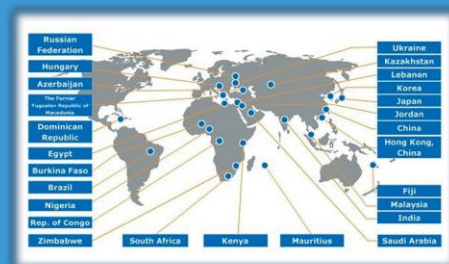 Russian
Federation
Hungary
Azerbaijan
The Former
Yugoslav Republic of
Macedonia
Dominican
Republic
Egypt
Burkina Faso
Brazil
Nigeria
Rep. of Congo
Zimbabwe
South Africa
Kenya
Mauritius
Ukraine
Kazakhstan
Lebanon
Korea
Japan
Jordan
China
Hong Kong,
China
Fiji
Malaysia
India
Saudi Arabia